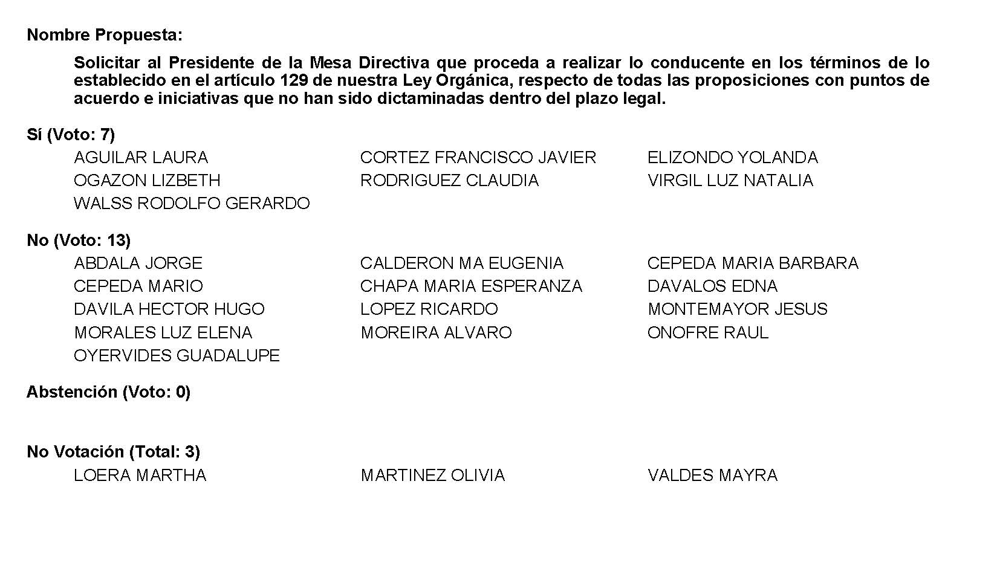 Nombre Propuesta:
Solicitar al Presidente de la Mesa Directiva que proceda a realizar lo conducente en los términos de lo
establecido en el artículo 129 de nuestra Ley Orgánica, respecto de todas las proposiciones con puntos de
acuerdo e iniciativas que no han sido dictaminadas dentro del plazo legal.
Sí (Voto: 7)
AGUILAR LAURA CORTEZ FRANCISCO JAVIER ELIZONDO YOLANDA
OGAZON LIZBETH RODRIGUEZ CLAUDIA VIRGIL LUZ NATALIA
WALSS RODOLFO GERARDO
No (Voto: 13)
ABDALA JORGE CALDERON MA EUGENIA CEPEDA MARIA BARBARA
CEPEDA MARIO CHAPA MARIA ESPERANZA DAVALOS EDNA
DAVILA HECTOR HUGO LOPEZ RICARDO MONTEMAYOR JESUS
MORALES LUZ ELENA MOREIRA ALVARO ONOFRE RAUL
OYERVIDES GUADALUPE
Abstención (Voto: 0)
No Votación (Total: 3)
LOERA MARTHA MARTINEZ OLIVIA VALDES MAYRA